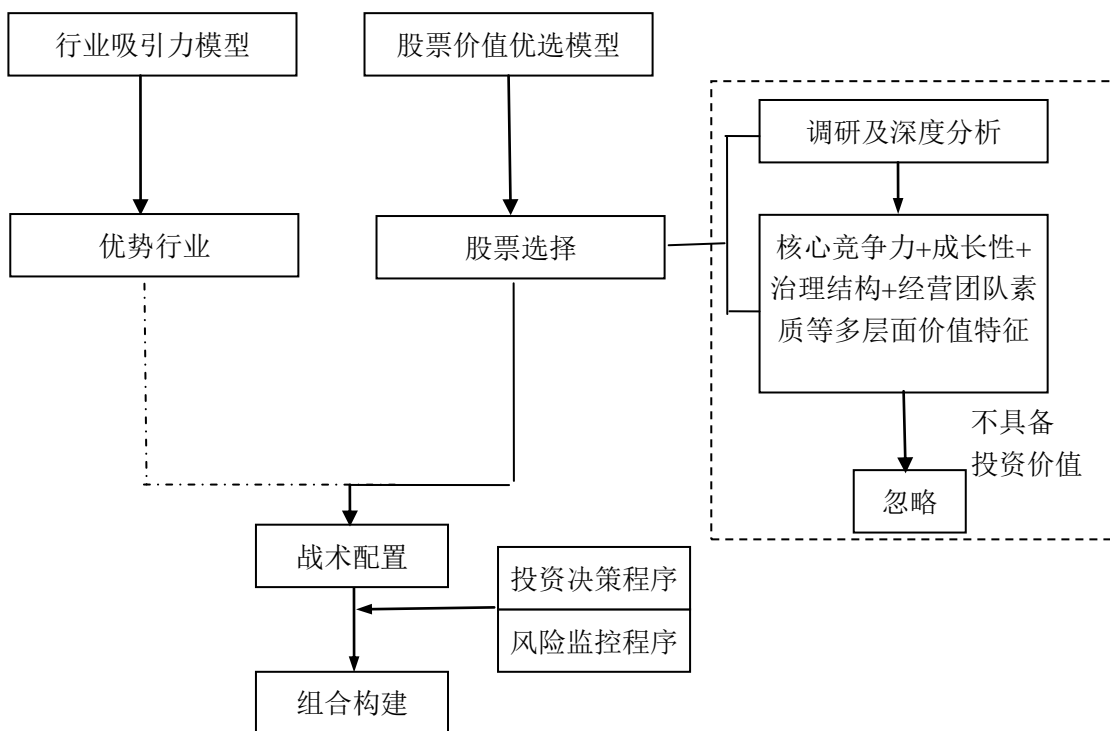 行业吸引力模型
股票价值优选模型
调研及深度分析
优势行业
股票选择
核心竞争力+成长性+
治理结构+经营团队素
质等多层面价值特征
不具备
投资价值
忽略
战术配置
投资决策程序
风险监控程序
组合构建